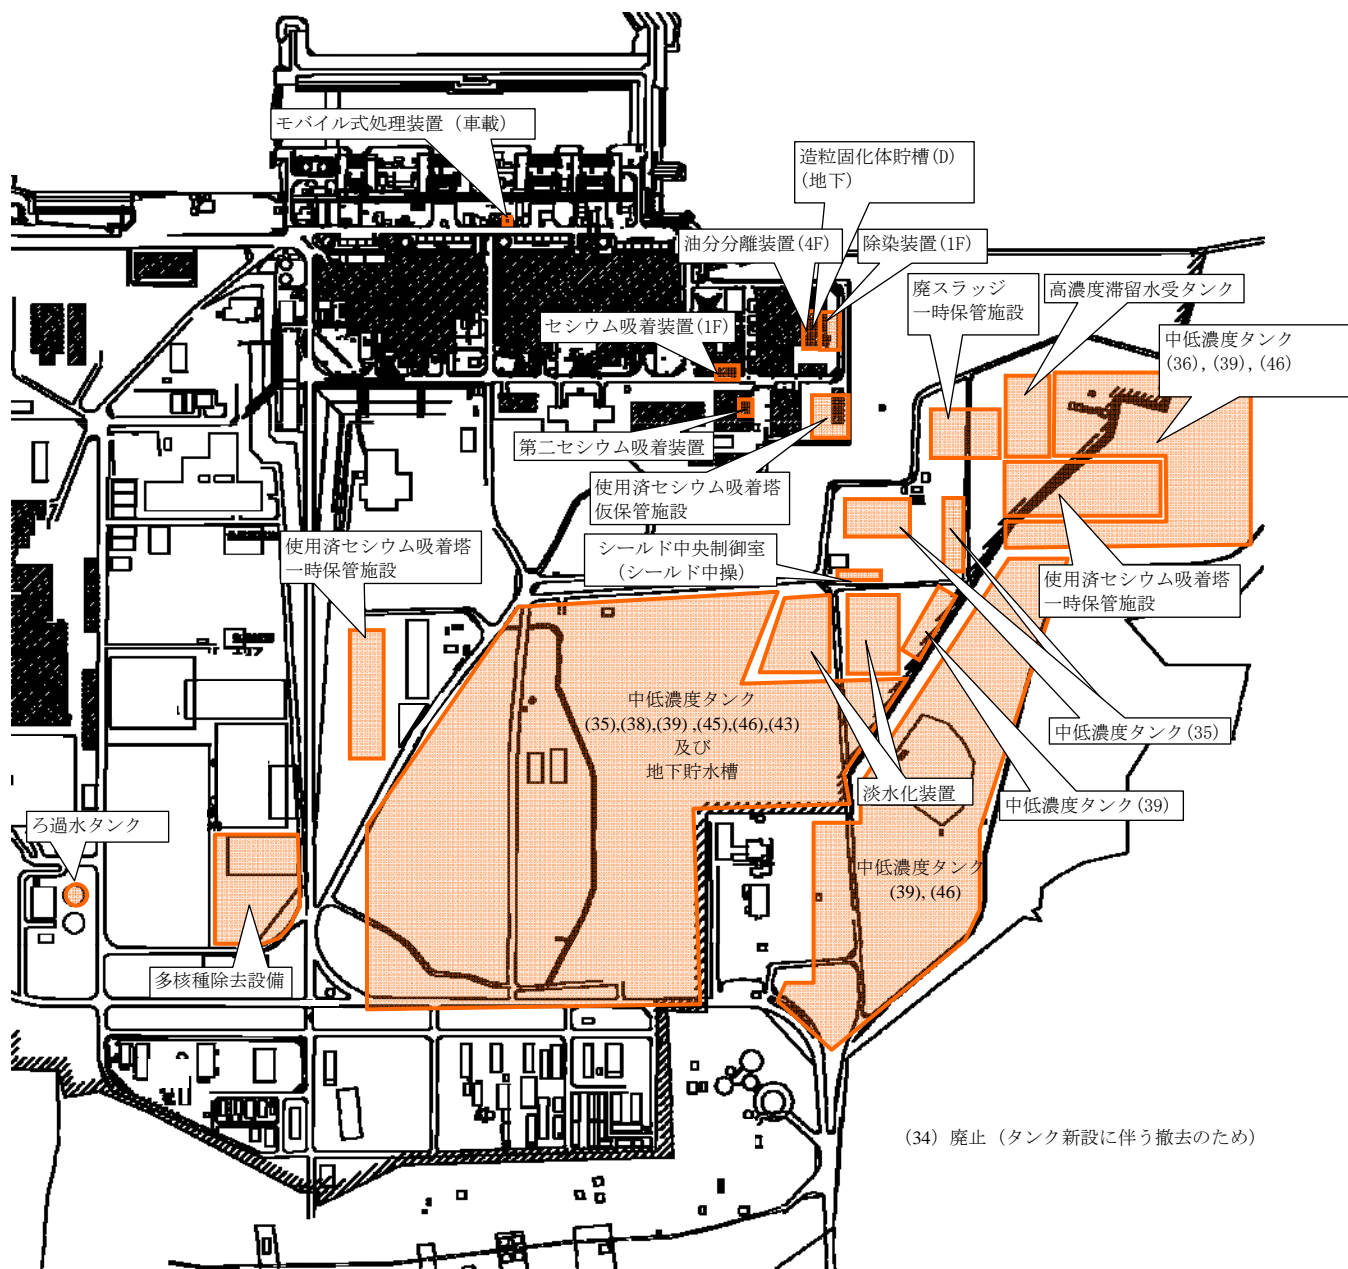 モバイル式処理装置（車載）
造粒固化体貯槽(D)
(地下)
油分分離装置(4F)
除染装置(1F)
廃スラッジ
一時保管施設
高濃度滞留水受タンク
セシウム吸着装置(1F)
中低濃度タンク
(36), (39), (46)
第二セシウム吸着装置
使用済セシウム吸着塔
仮保管施設
使用済セシウム吸着塔
一時保管施設
シールド中央制御室
（シールド中操）
使用済セシウム吸着塔
一時保管施設
中低濃度タンク
(35),(38),(39) ,(45),(46),(43)
及び
地下貯水槽
中低濃度タンク(35)
淡水化装置
中低濃度タンク(39)
ろ過水タンク
中低濃度タンク
(39), (46)
多核種除去設備
（34）廃止（タンク新設に伴う撤去のため）